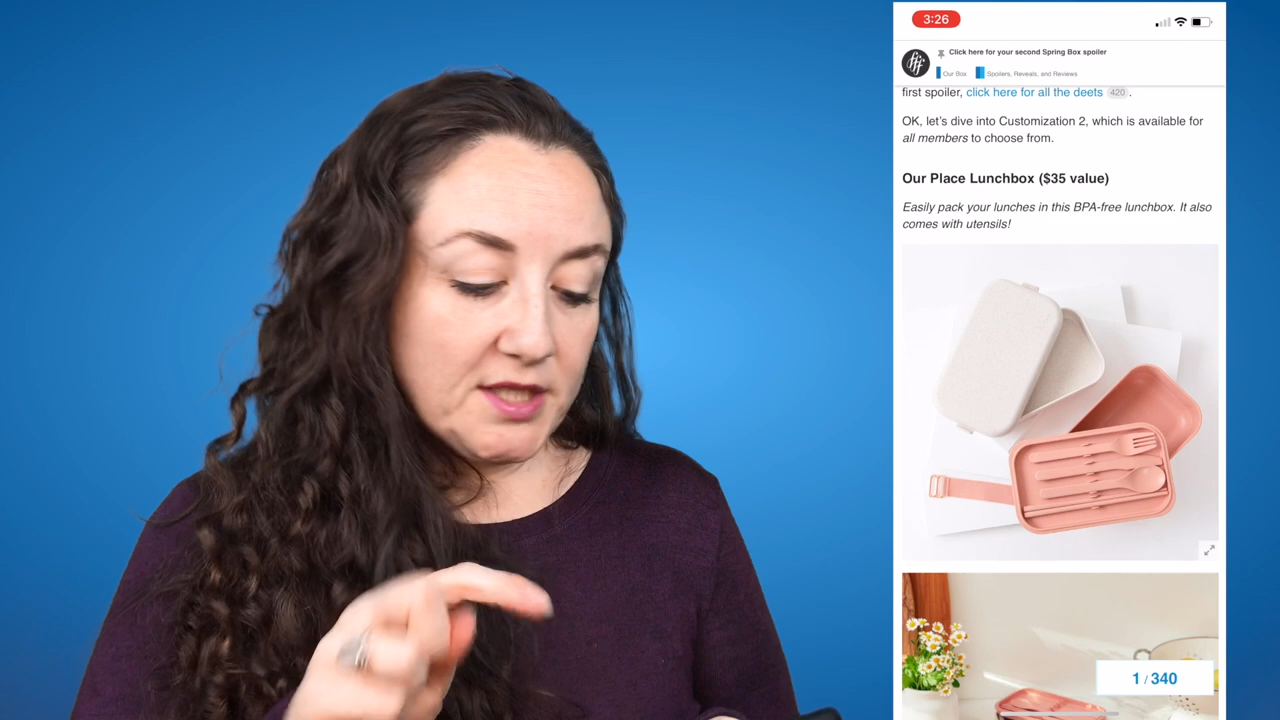 3:26
fff
Click here for your second Spring Box spoiler
Our Box Spoilers, Reveals, and Reviews
first spoiler, click here for all the deets 420 .
OK, let's dive into Customization 2, which is available for
all members to choose from.
Our Place Lunchbox ($35 value)
Easily pack your lunches in this BPA-free lunchbox. It also
comes with utensils!
1 / 340